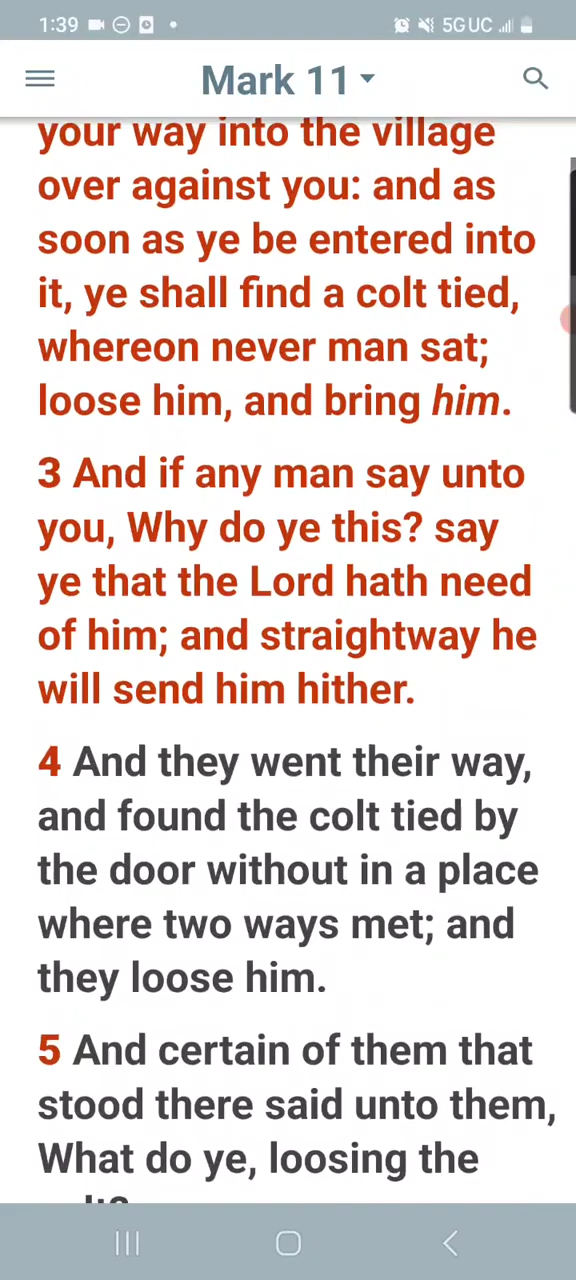 1:39
5G UC
Mark 11
your way into the village
over against you: and as
soon as ye be entered into
it, ye shall find a colt tied,
whereon never man sat;
loose him, and bring him.
3 And if any man say unto
you, Why do ye this? say
ye that the Lord hath need
of him; and straightway he
will send him hither.
4 And they went their way,
and found the colt tied by
the door without in a place
where two ways met; and
they loose him.
5 And certain of them that
stood there said unto them,
What do ye, loosing the